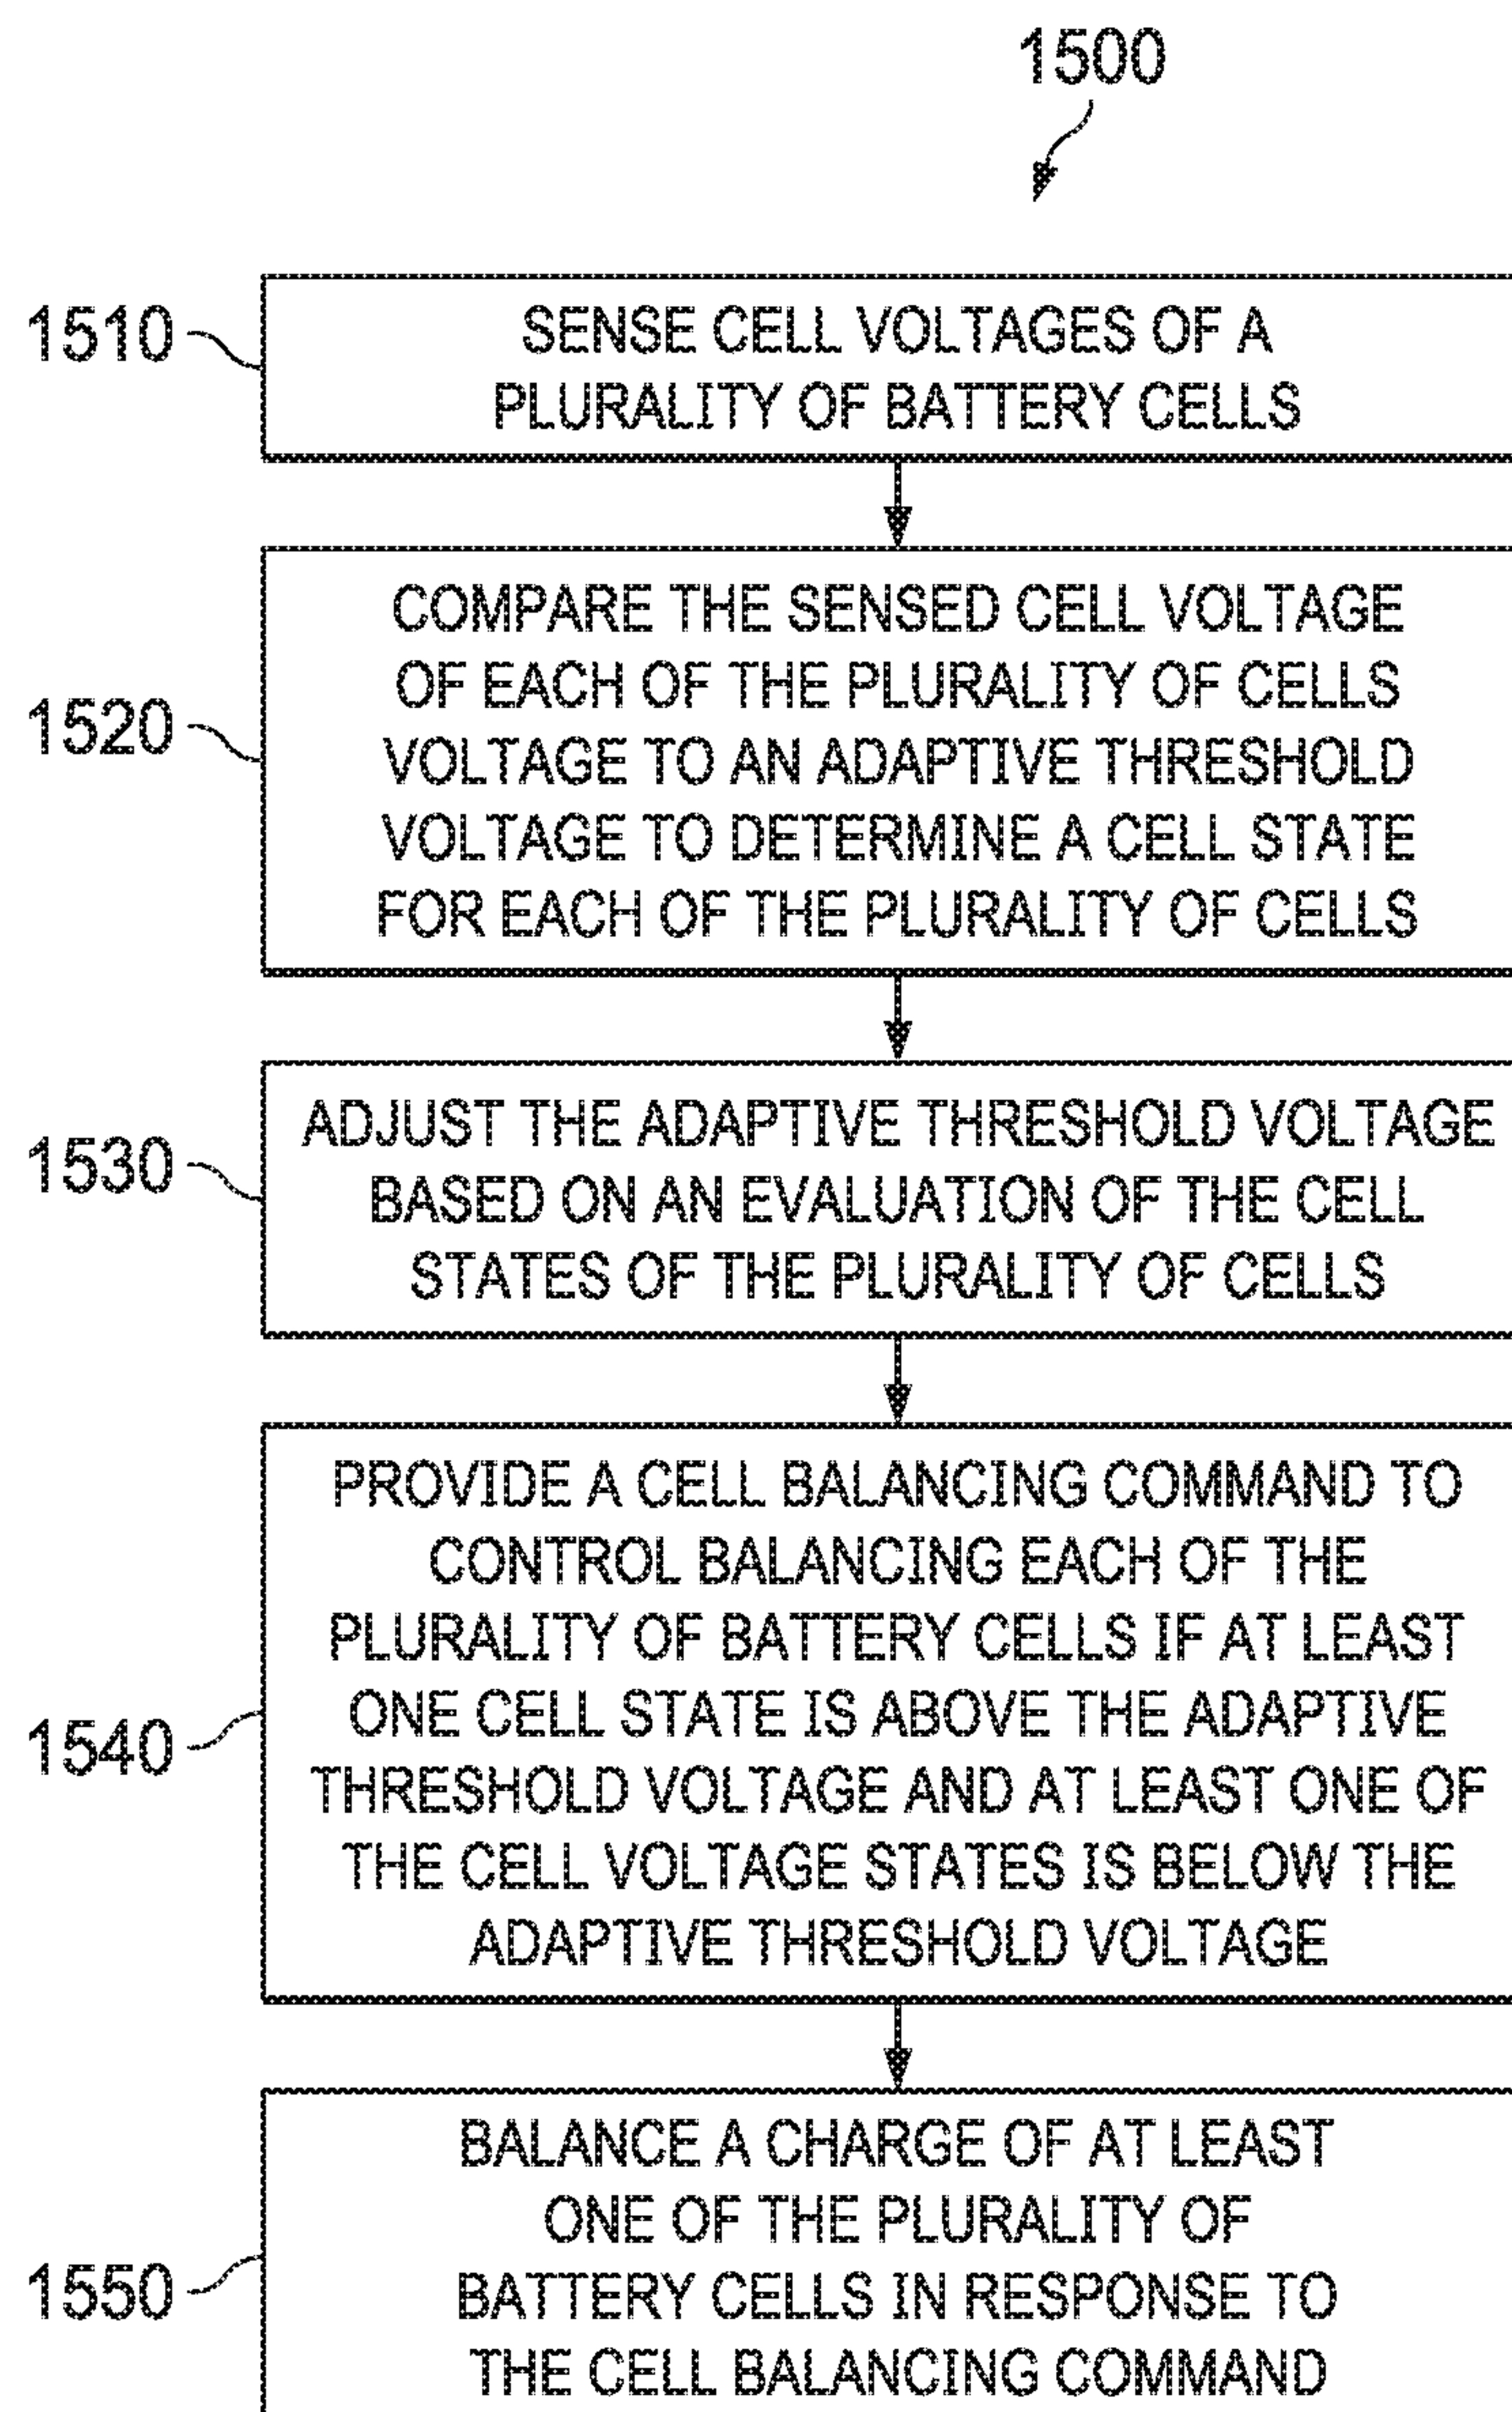 1500
1510
SENSE CELL VOLTAGES OF A
PLURALITY OF BATTERY CELLS
1520
COMPARE THE SENSED CELL VOLTAGE
OF EACH OF THE PLURALITY OF CELLS
VOLTAGE TO AN ADAPTIVE THRESHOLD
VOLTAGE TO DETERMINE A CELL STATE
FOR EACH OF THE PLURALITY OF CELLS
1530
ADJUST THE ADAPTIVE THRESHOLD VOLTAGE
BASED ON AN EVALUATION OF THE CELL
STATES OF THE PLURALITY OF CELLS
1540
PROVIDE A CELL BALANCING COMMAND TO
CONTROL BALANCING EACH OF THE
PLURALITY OF BATTERY CELLS IF AT LEAST
ONE CELL STATE IS ABOVE THE ADAPTIVE
THRESHOLD VOLTAGE AND AT LEAST ONE OF
THE CELL VOLTAGE STATES IS BELOW THE
ADAPTIVE THRESHOLD VOLTAGE
1550
BALANCE A CHARGE OF AT LEAST
ONE OF THE PLURALITY OF
BATTERY CELLS IN RESPONSE TO
THE CELL BALANCING COMMAND